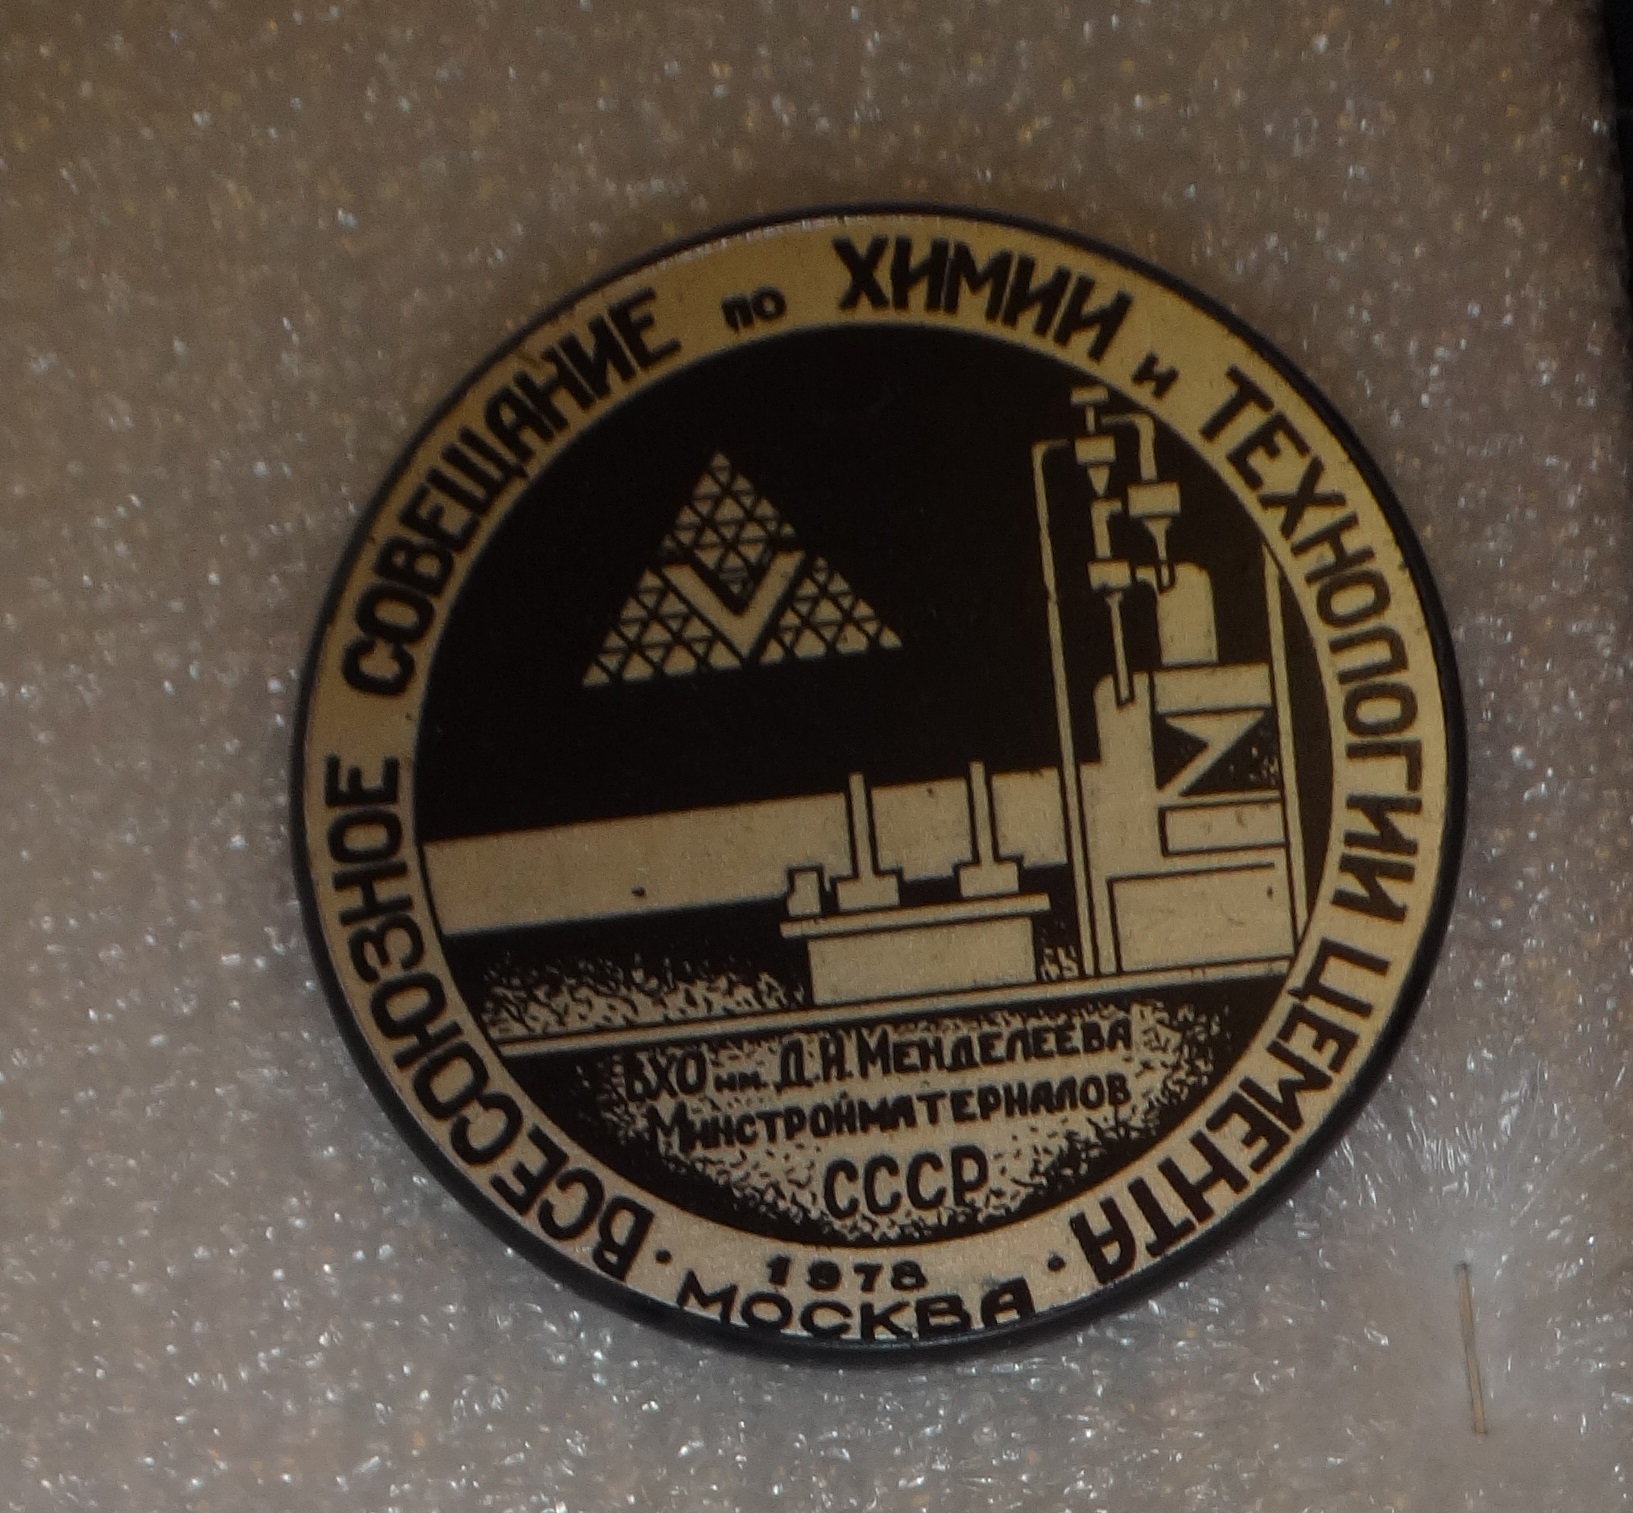 ВСЕСОЮЗНОЕ СОВЕЩАНИЕ по ХИМИИ и ТЕХНОЛОГИИ ЦЕМЕНТА
V
ВХО им. Д.И. МЕНДЕЛЕЕВА
МИНСТРОЙМАТЕРИАЛОВ
СССР
1978
МОСКВА